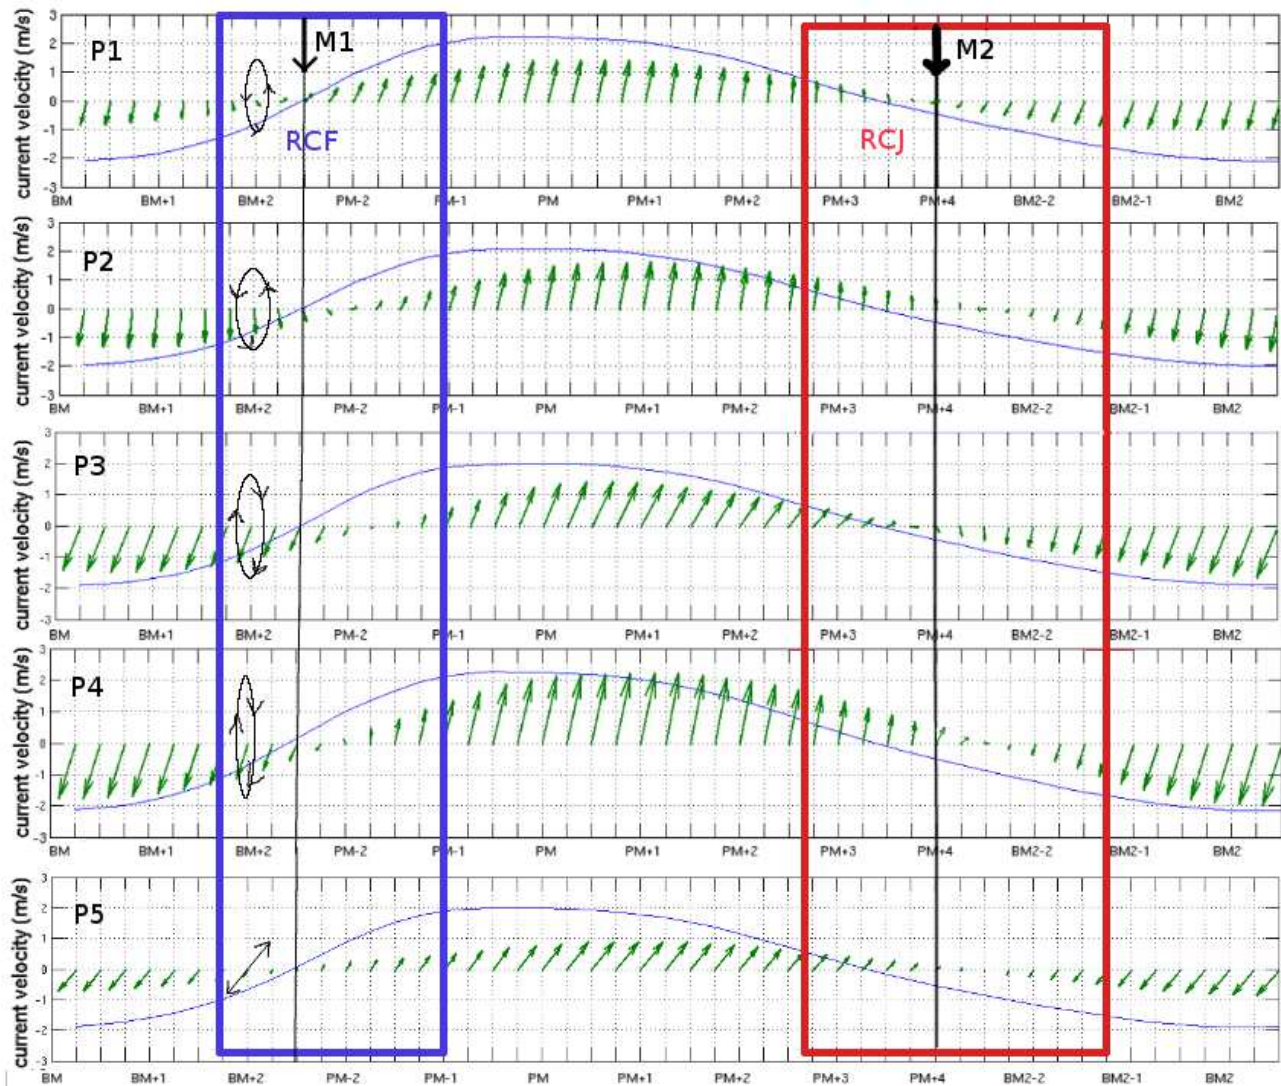 P1
M1
M2
RCF
RCJ
current velocity (m/s)
3
2
1
0
-1
-2
-3
BM BM+1 BM+2 PM-2 PM-1 PM PM+1 PM+2 PM+3 PM+4 BM2-2 BM2-1 BM2
P2
current velocity (m/s)
3
2
1
0
-1
-2
-3
BM BM+1 BM+2 PM-2 PM-1 PM PM+1 PM+2 PM+3 PM+4 BM2-2 BM2-1 BM2
P3
current velocity (m/s)
3
2
1
0
-1
-2
-3
BM BM+1 BM+2 PM-2 PM-1 PM PM+1 PM+2 PM+3 PM+4 BM2-2 BM2-1 BM2
P4
current velocity (m/s)
3
2
1
0
-1
-2
-3
BM BM+1 BM+2 PM-2 PM-1 PM PM+1 PM+2 PM+3 PM+4 BM2-2 BM2-1 BM2
P5
current velocity (m/s)
3
2
1
0
-1
-2
-3
BM BM+1 BM+2 PM-2 PM-1 PM PM+1 PM+2 PM+3 PM+4 BM2-2 BM2-1 BM2